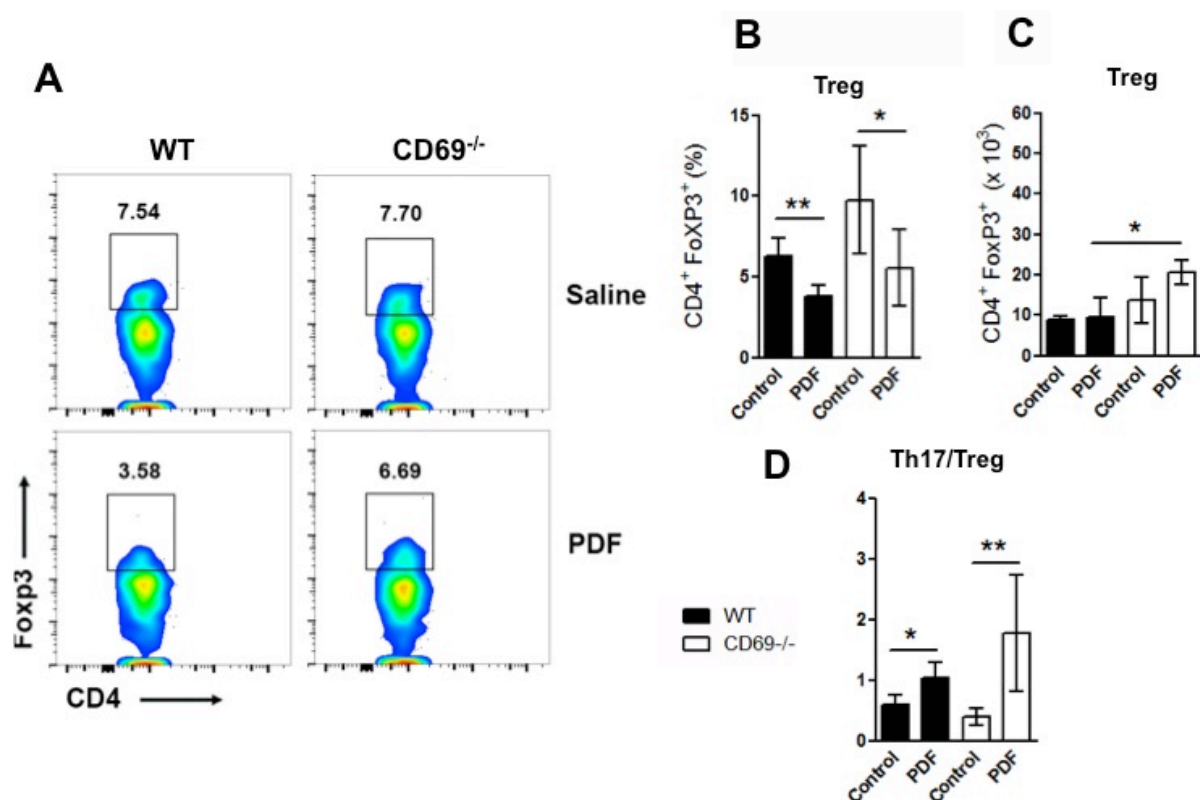 A
WT
CD69-/-
7.54
7.70
Saline
3.58
6.69
PDF
Foxp3
CD4
B
Treg
CD4+ FoXP3+ (%)
15
10
5
0
**
*
Control
PDF
Control
PDF
C
Treg
CD4+ FoxP3+ (x 10³)
60
50
40
30
20
10
0
*
Control
PDF
Control
PDF
D
Th17/Treg
4
3
2
1
0
*
**
Control
PDF
Control
PDF
WT
CD69-/-